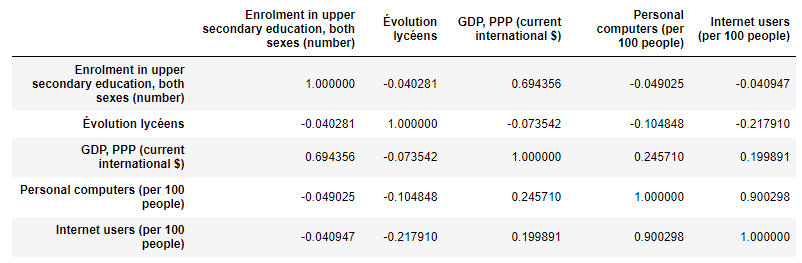 Enrolment in upper secondary education, both sexes (number) Évolution lycéens GDP, PPP (current international $) Personal computers (per 100 people) Internet users (per 100 people)
Enrolment in upper secondary education, both sexes (number) 1.000000 -0.040281 0.694356 -0.049025 -0.040947
Évolution lycéens -0.040281 1.000000 -0.073542 -0.104848 -0.217910
GDP, PPP (current international $) 0.694356 -0.073542 1.000000 0.245710 0.199891
Personal computers (per 100 people) -0.049025 -0.104848 0.245710 1.000000 0.900298
Internet users (per 100 people) -0.040947 -0.217910 0.199891 0.900298 1.000000